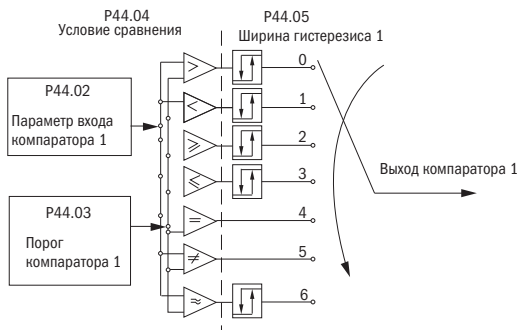 P44.04
Условие сравнения
P44.05
Ширина гистерезиса 1
P44.02
Параметр входа
компаратора 1
P44.03
Порог
компаратора 1
> 0
< 1
⩾ 2
⩽ 3
= 4
≠ 5
≈ 6
Выход компаратора 1